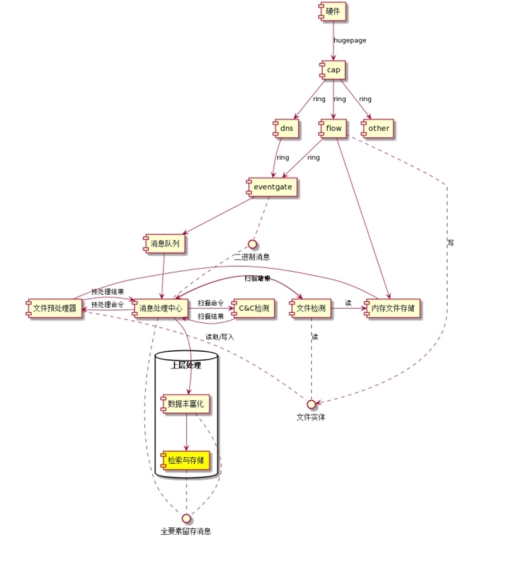 硬件
hugepage
cap
ring
ring
ring
dns
flow
other
ring
ring
eventgate
消息队列
写
二进制消息
预处理结果
预处理命令
扫描命令
扫描结果
读
文件预处理器
消息处理中心
C&C检测
文件检测
内存文件存储
读取/写入
读
上层处理
数据丰富化
文件实体
检索与存储
全要素留存消息